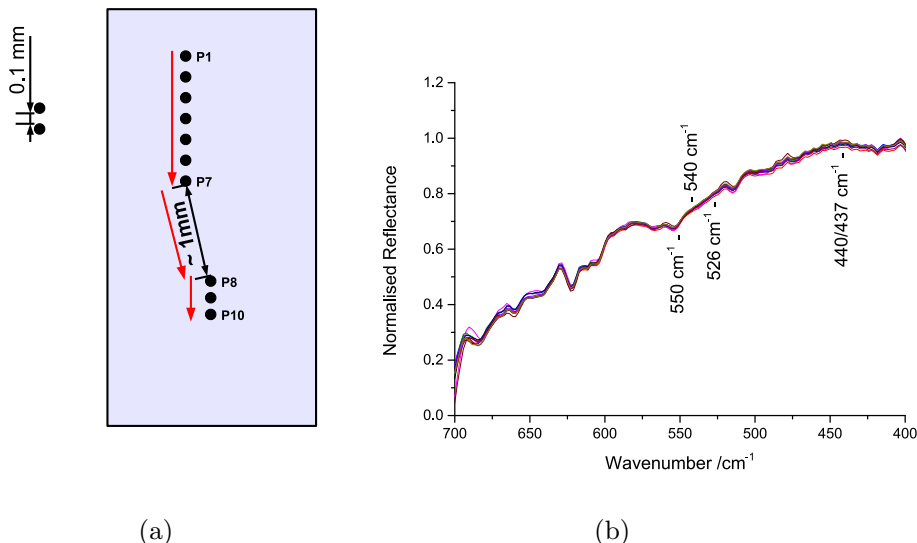 0.1 mm
P1
P7
~ 1mm
P8
P10
(a)
Normalised Reflectance
1.2
1.0
0.8
0.6
0.4
0.2
0.0
540 cm⁻¹
550 cm⁻¹
526 cm⁻¹
440/437 cm⁻¹
700 650 600 550 500 450 400
Wavenumber /cm⁻¹
(b)